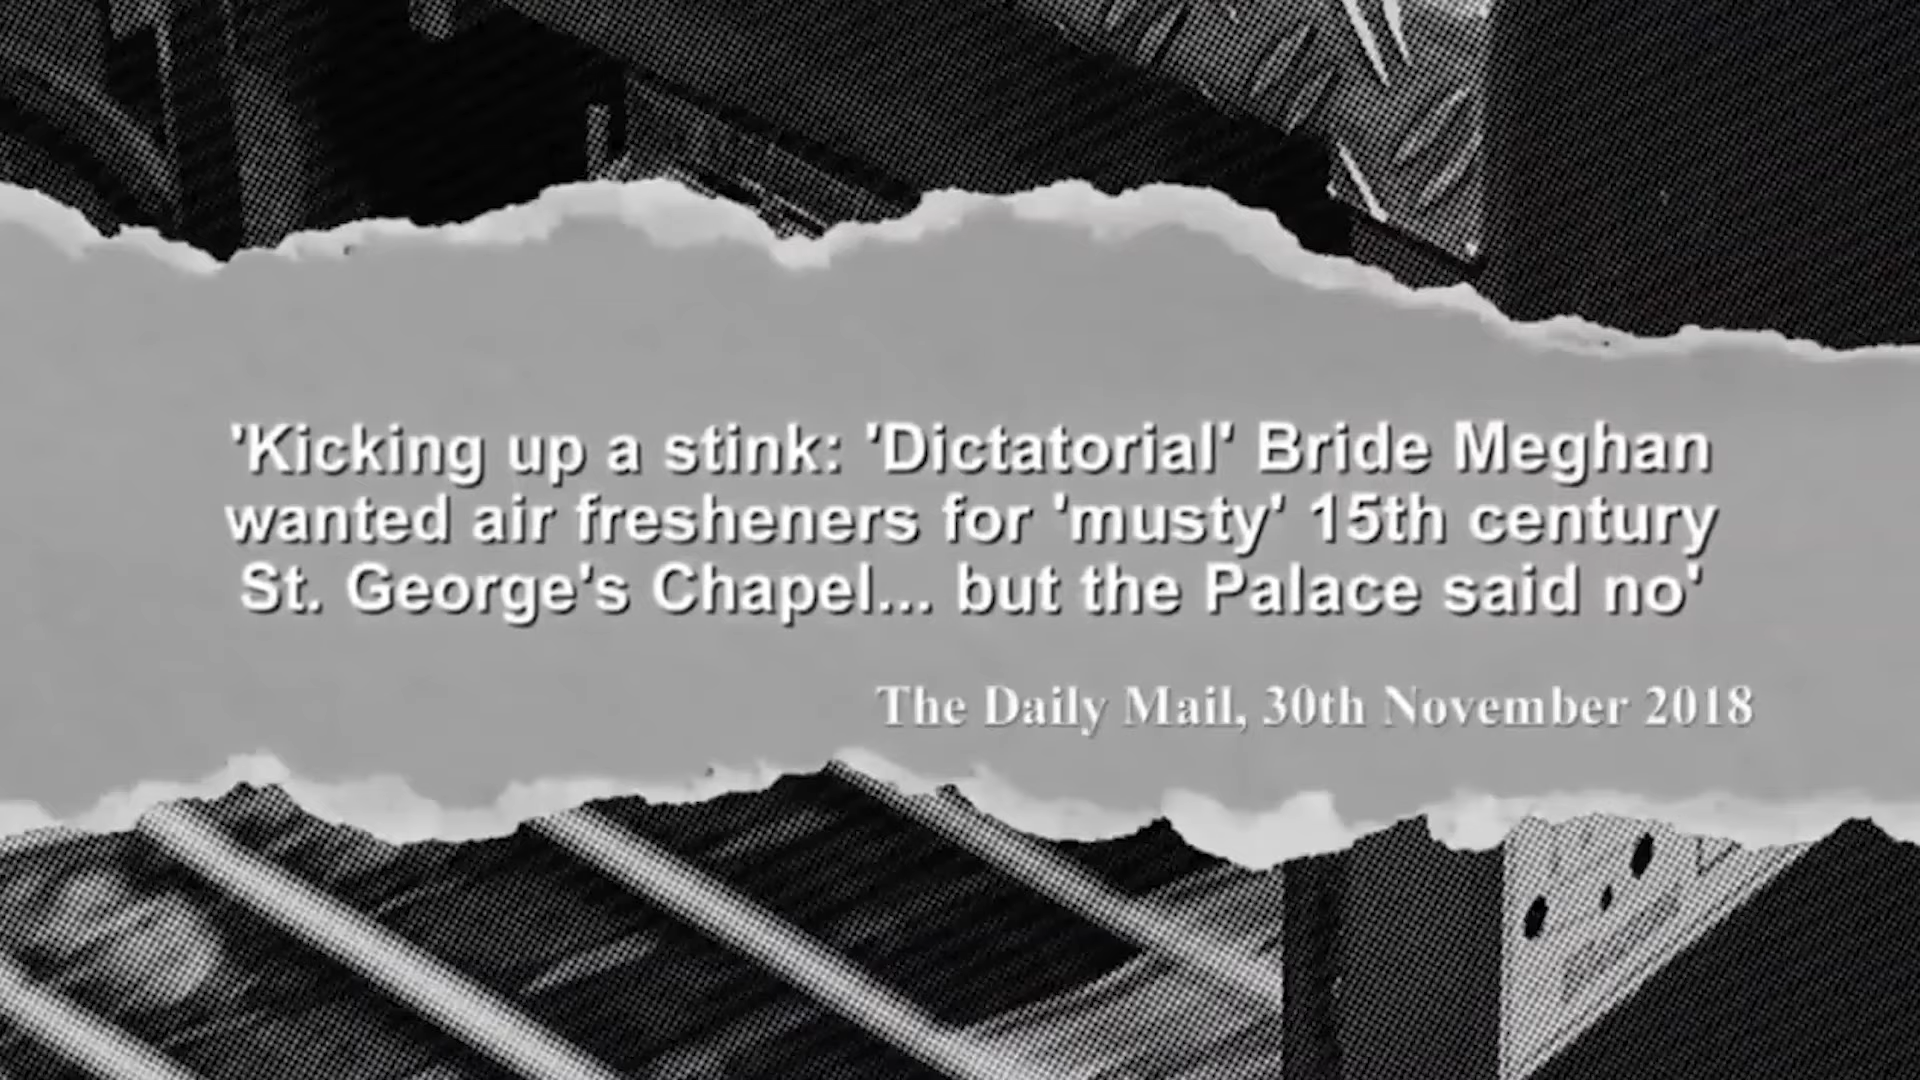 'Kicking up a stink: 'Dictatorial' Bride Meghan
wanted air fresheners for 'musty' 15th century
St. George's Chapel... but the Palace said no'
The Daily Mail, 30th November 2018